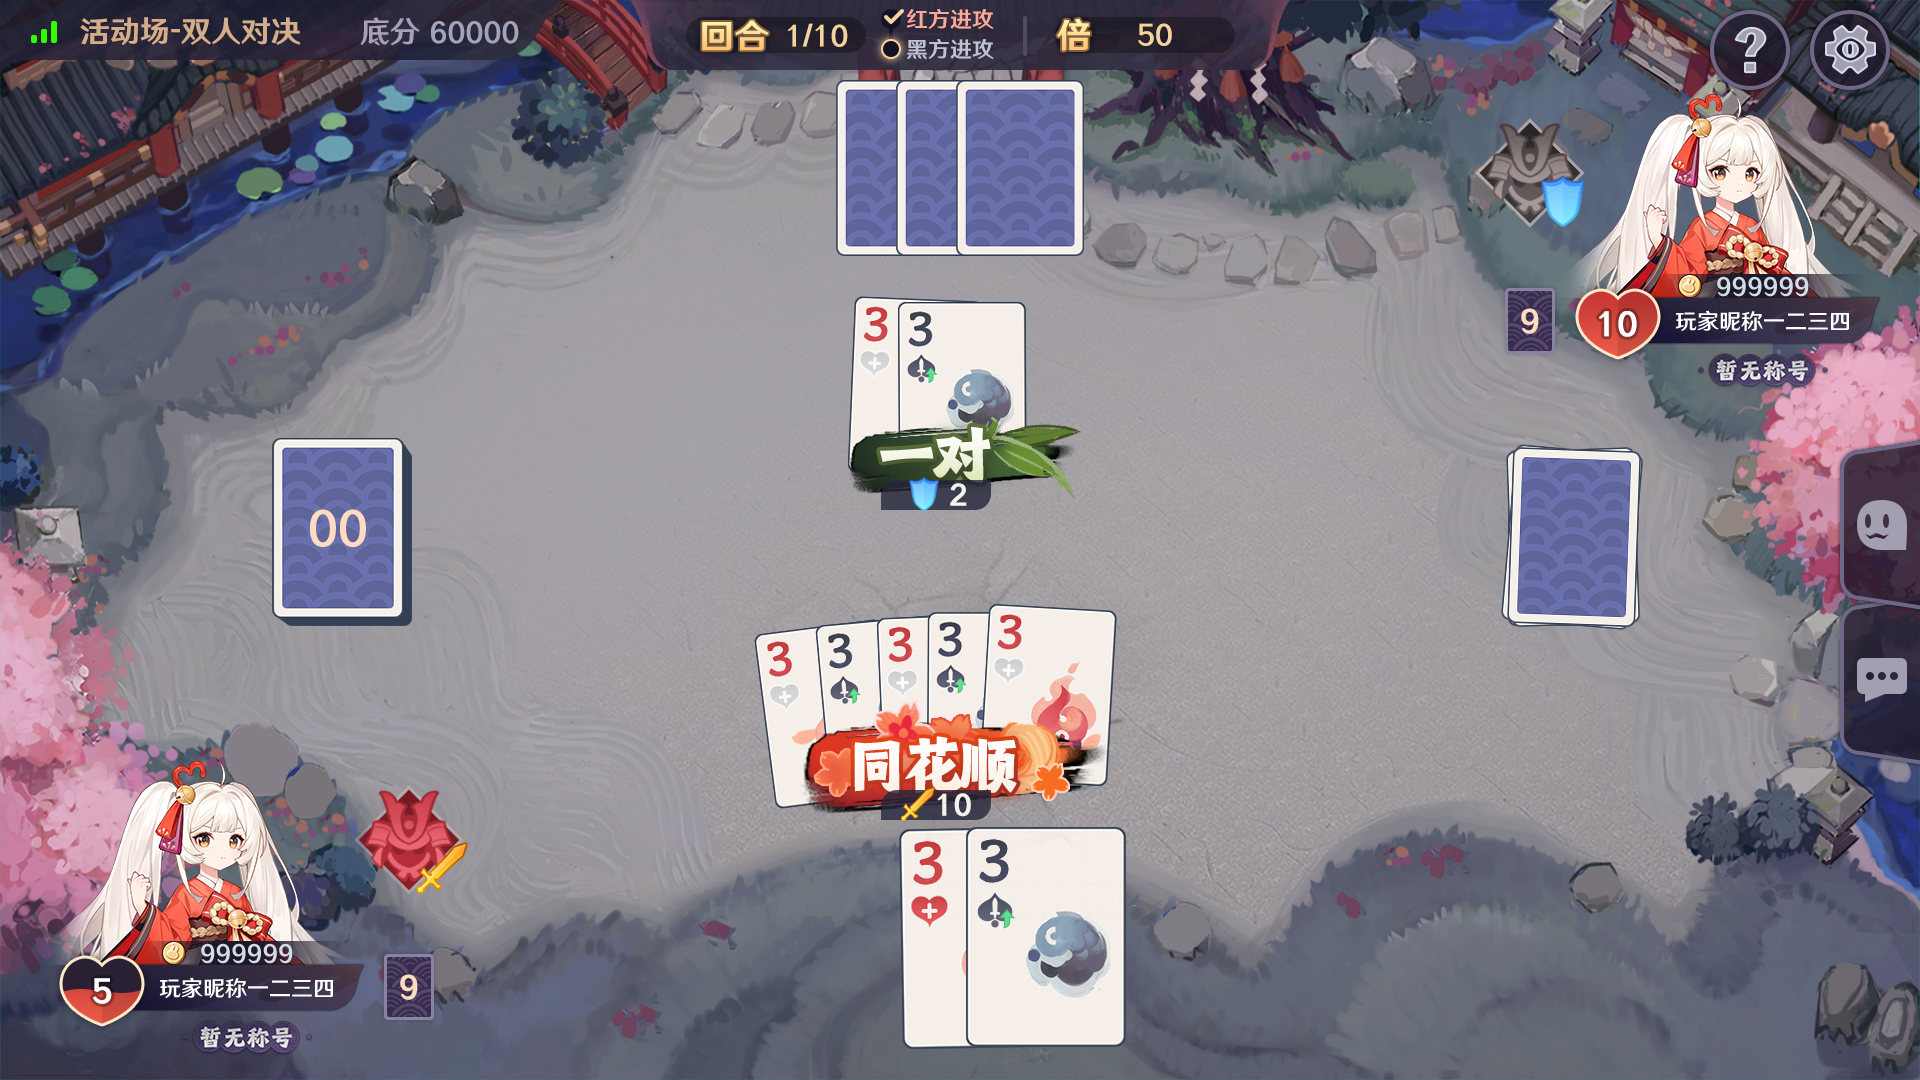 活动场-双人对决
底分 60000
回合 1/10
红方进攻
黑方进攻
倍 50
?
999999
9
10
玩家昵称一二三四
暂无称号
3
3
一对
2
00
3
3
3
3
3
同花顺
10
3
3
999999
5
玩家昵称一二三四
9
暂无称号